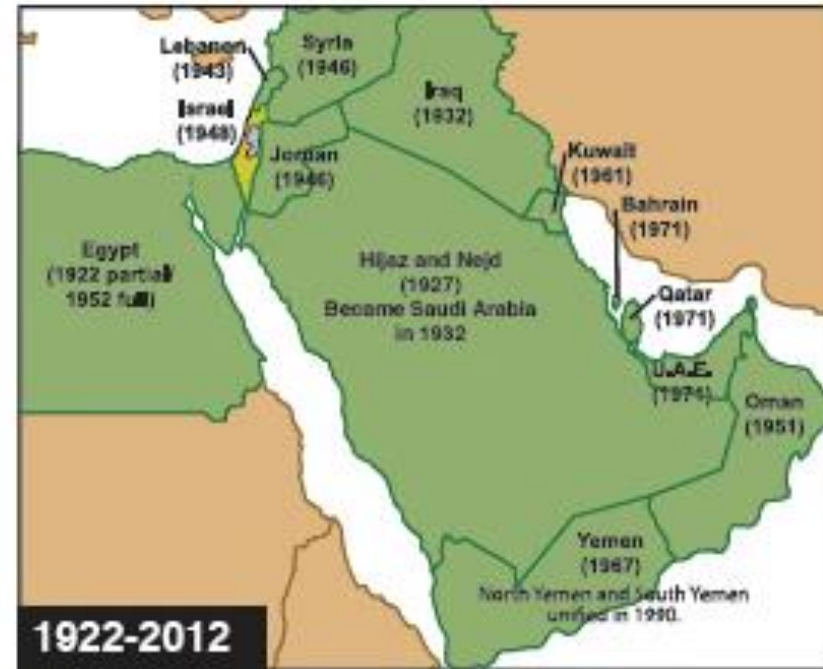 Lebanon
(1943)
Syria
(1946)
Israel
(1948)
Iraq
(1932)
Jordan
(1946)
Kuwait
(1961)
Bahrain
(1971)
Egypt
(1922 partial/
1952 full)
Hijaz and Nejd
(1927)
Became Saudi Arabia
in 1932
Qatar
(1971)
U.A.E.
(1971)
Oman
(1951)
Yemen
(1967)
North Yemen and South Yemen
unified in 1990.
1922-2012